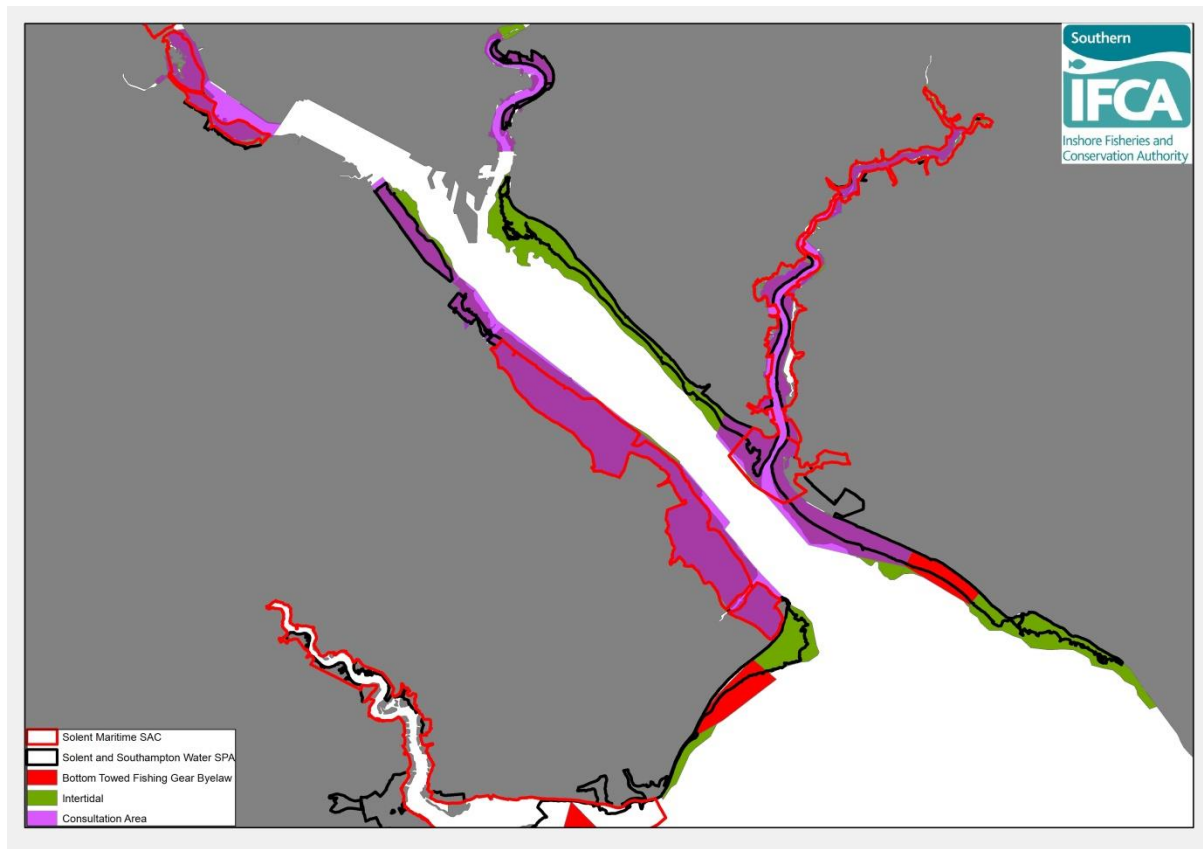 Southern
IFCA
Inshore Fisheries and
Conservation Authority
Solent Maritime SAC
Solent and Southampton Water SPA
Bottom Towed Fishing Gear Byelaw
Intertidal
Consultation Area